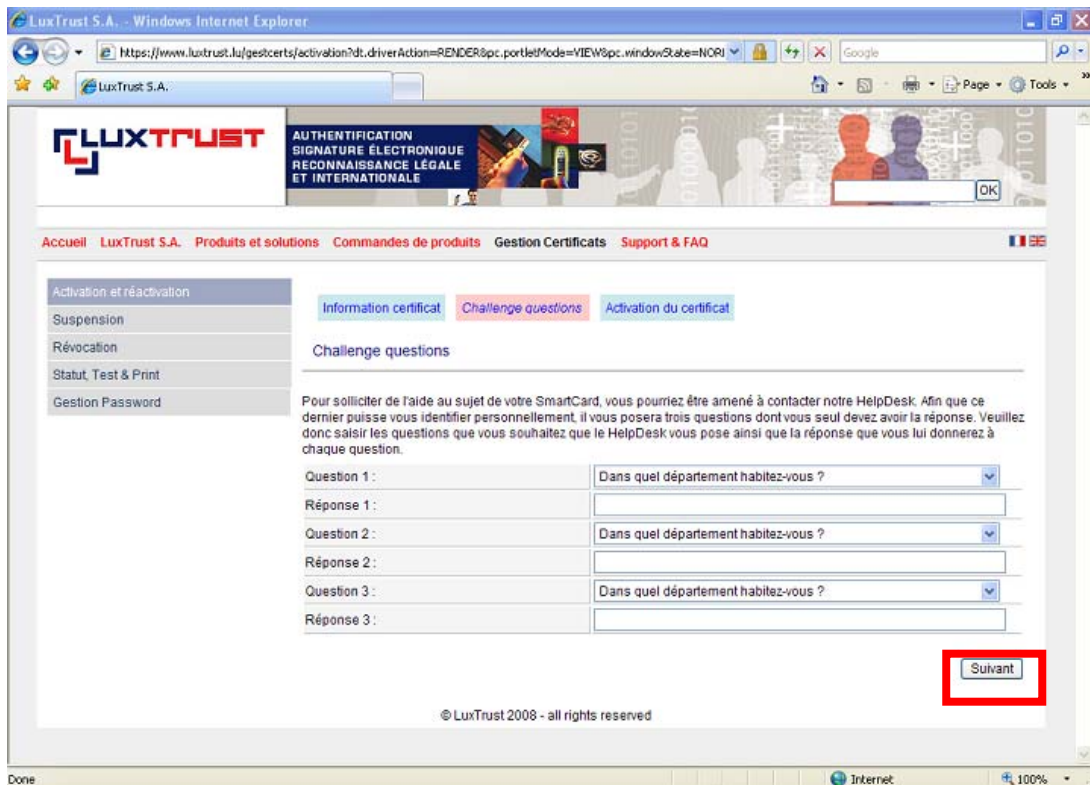 LuxTrust S.A. - Windows Internet Explorer
https://www.luxtrust.lu/gestcerts/activation?dt.driverAction=RENDER&pc.portletMode=VIEW&pc.windowState=NORI
Google
LuxTrust S.A.
Page
Tools
LUXTRUST
AUTHENTIFICATION
SIGNATURE ÉLECTRONIQUE
RECONNAISSANCE LÉGALE
ET INTERNATIONALE
OK
Accueil LuxTrust S.A. Produits et solutions Commandes de produits Gestion Certificats Support & FAQ
Activation et réactivation
Suspension
Révocation
Statut, Test & Print
Gestion Password
Information certificat Challenge questions Activation du certificat
Challenge questions
Pour solliciter de l'aide au sujet de votre SmartCard, vous pourriez être amené à contacter notre HelpDesk. Afin que ce
dernier puisse vous identifier personnellement, il vous posera trois questions dont vous seul devez avoir la réponse. Veuillez
donc saisir les questions que vous souhaitez que le HelpDesk vous pose ainsi que la réponse que vous lui donnerez à
chaque question.
Question 1 : Dans quel département habitez-vous ?
Réponse 1 :
Question 2 : Dans quel département habitez-vous ?
Réponse 2 :
Question 3 : Dans quel département habitez-vous ?
Réponse 3 :
Suivant
© LuxTrust 2008 - all rights reserved
Done
Internet
100%